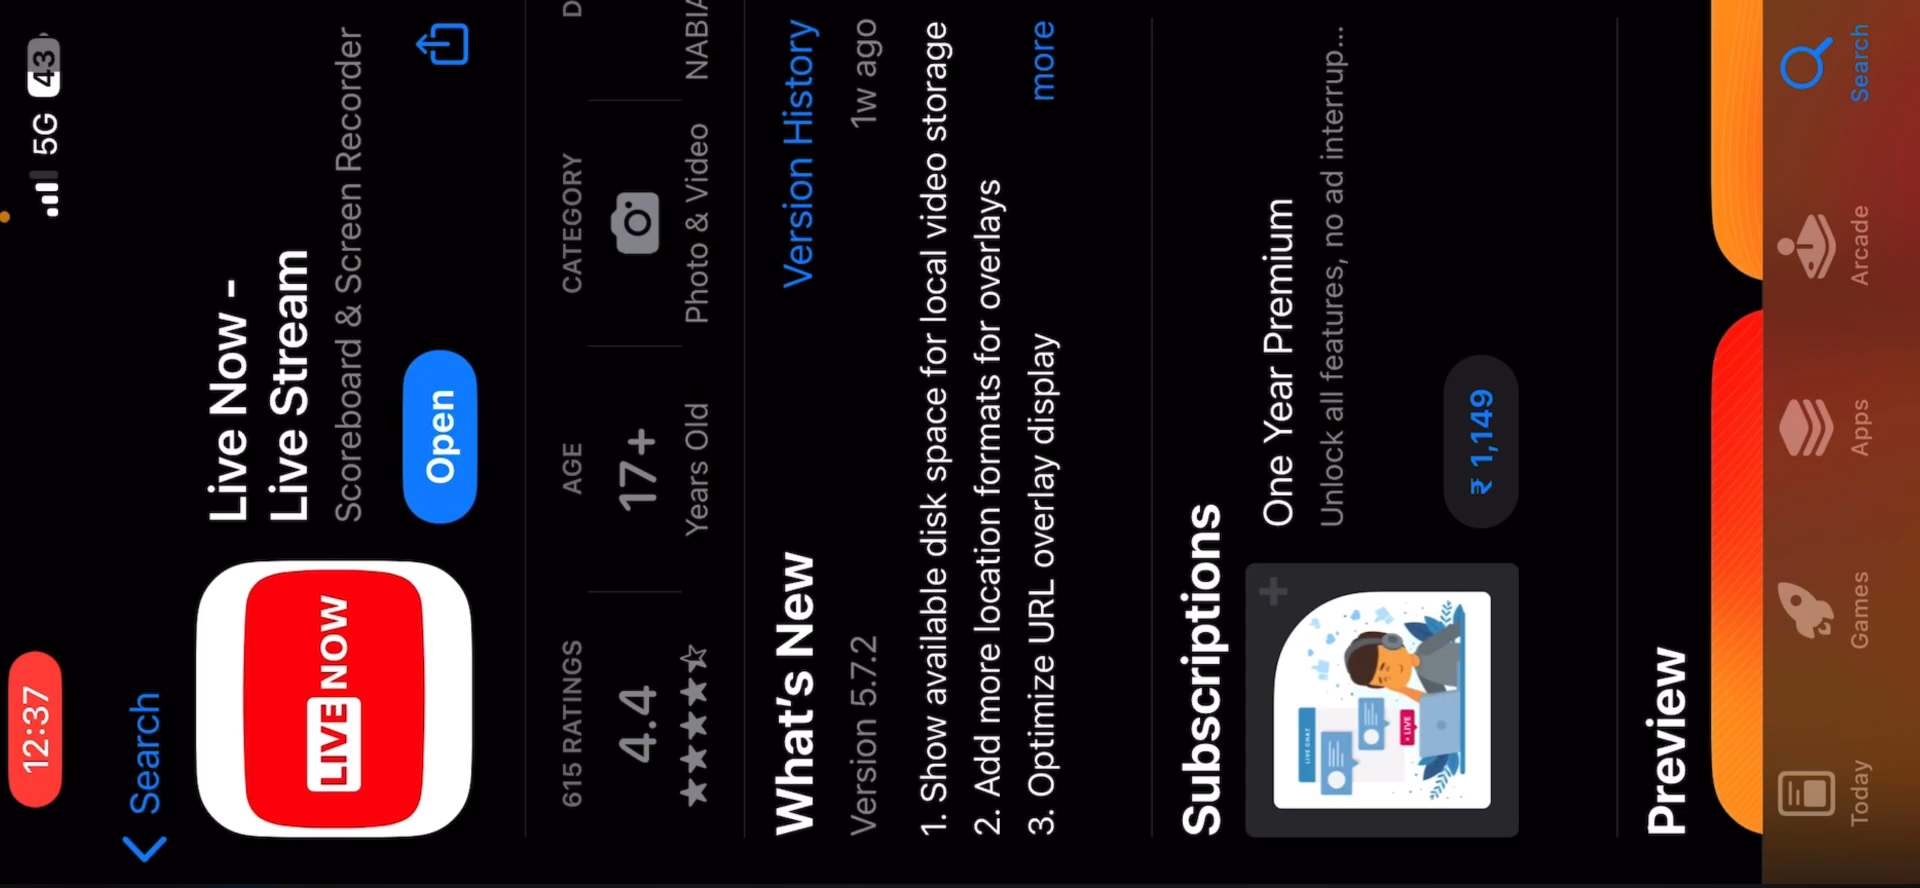 12:37
5G 43
Search
LIVE NOW
Live Now -
Live Stream
Scoreboard & Screen Recorder
Open
615 RATINGS
4.4
AGE
17+
Years Old
CATEGORY
Photo & Video
D
NABIA
What's New
Version History
Version 5.7.2
1w ago
1. Show available disk space for local video storage
2. Add more location formats for overlays
3. Optimize URL overlay display
more
Subscriptions
LIVE CHAT
• LIVE
One Year Premium
Unlock all features, no ad interrup...
₹ 1,149
Preview
Today
Games
Apps
Arcade
Search